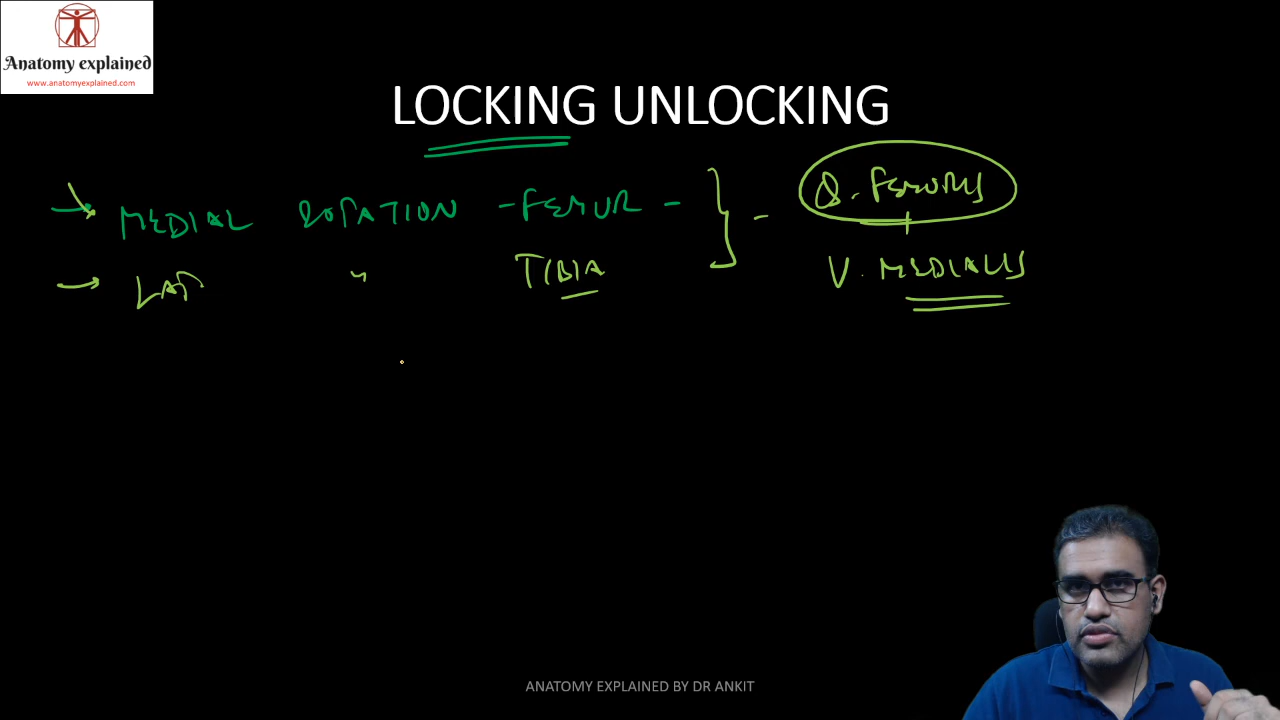 Anatomy explained
www.anatomyexplained.com
LOCKING UNLOCKING
MEDIAL ROTATION - FEMUR -
LAT " TIBIA
} - Q. FEMORIS
+
V. MEDIALIS
ANATOMY EXPLAINED BY DR ANKIT